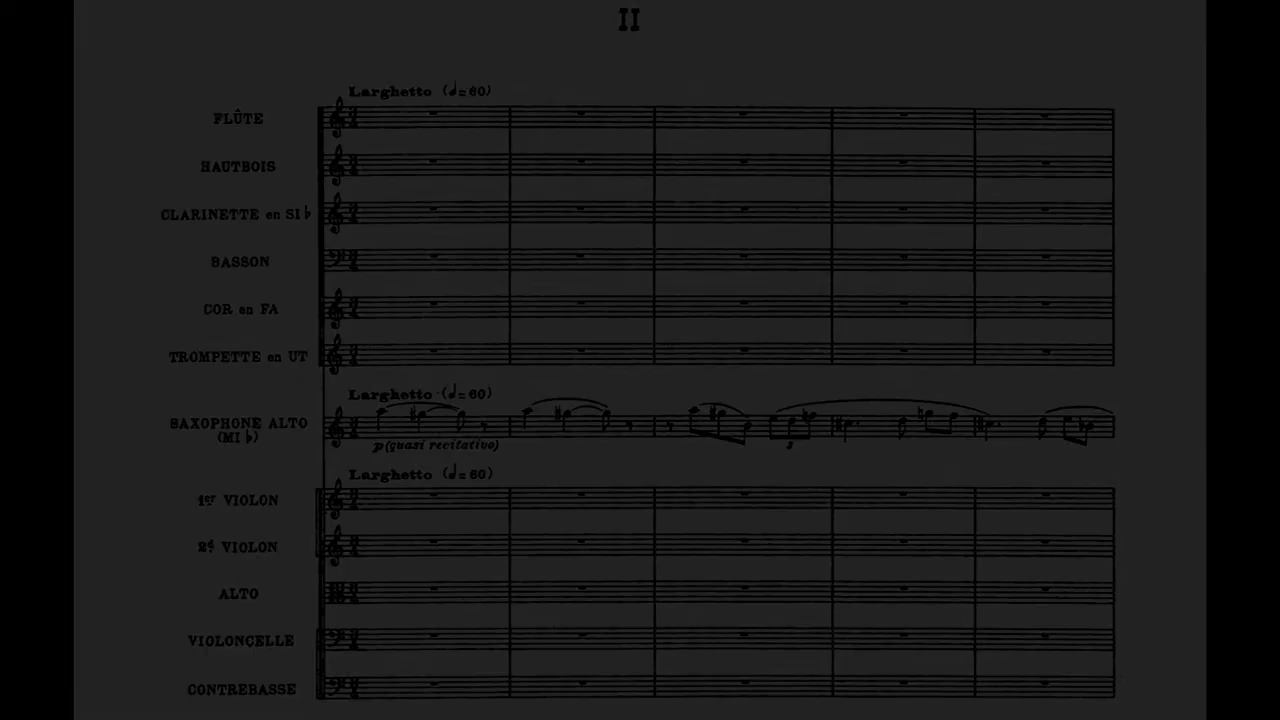 II
Larghetto (♩=60)
FLÛTE
HAUTBOIS
CLARINETTE en SI♭
BASSON
COR en FA
TROMPETTE en UT
Larghetto (♩=60)
SAXOPHONE ALTO
(MI♭)
p(quasi recitativo)
3
Larghetto (♩=60)
1er VIOLON
2d VIOLON
ALTO
VIOLONCELLE
CONTREBASSE